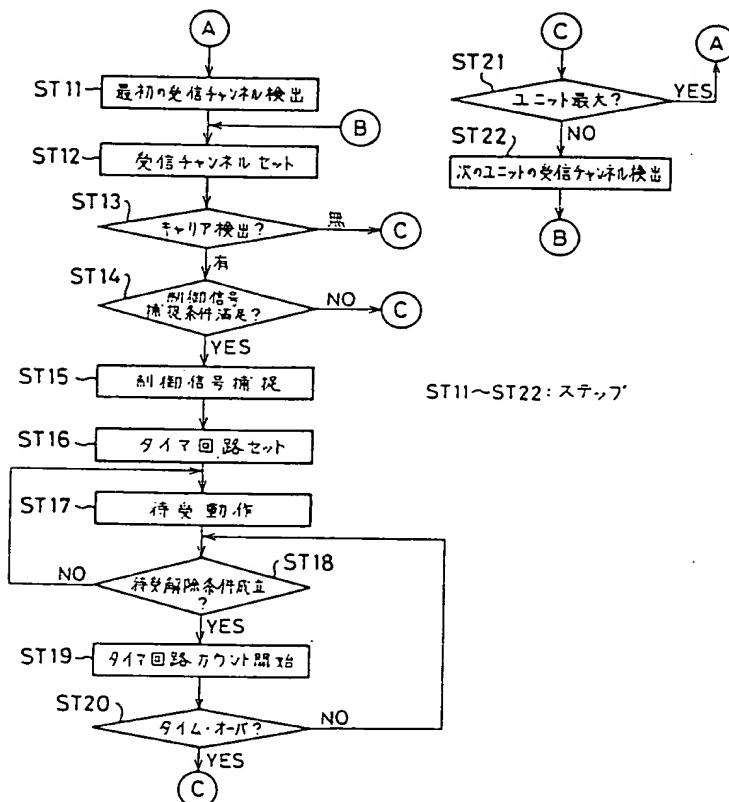 A
ST11
最初の受信チャンネル検出
B
ST12
受信チャンネルセット
ST13
キャリア検出?
無
C
有
ST14
制御信号
捕捉条件満足?
NO
C
YES
ST15
制御信号捕捉
ST16
タイマ回路セット
ST17
待受動作
ST18
NO
待受解除条件成立
?
YES
ST19
タイマ回路カウント開始
ST20
タイム・オーバ?
NO
YES
C
C
A
ST21
ユニット最大?
YES
NO
ST22
次のユニットの受信チャンネル検出
B
ST11~ST22:ステップ